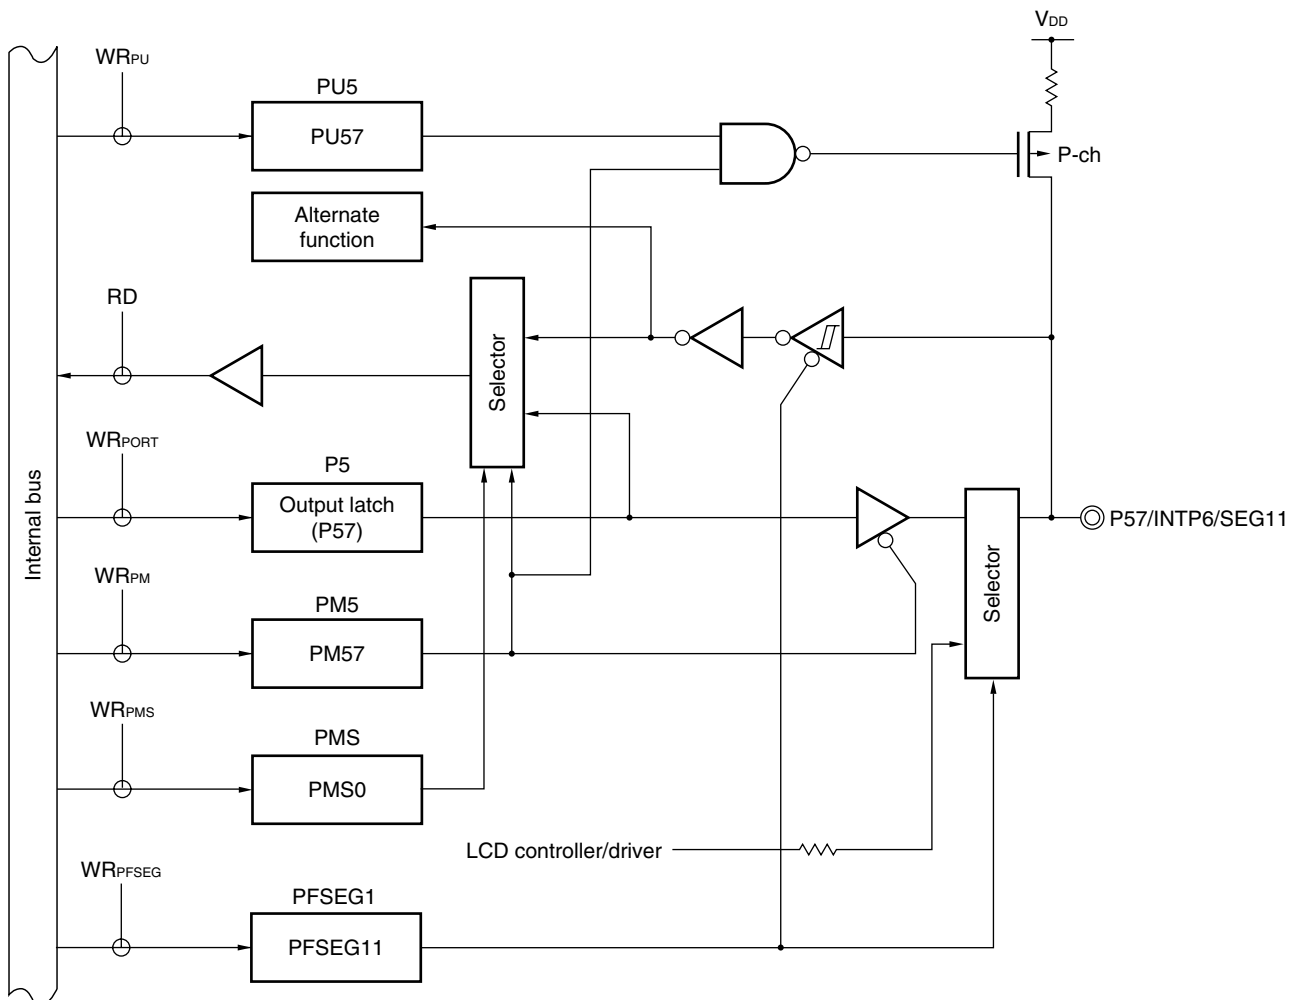 VDD
WRPU
PU5
PU57
P-ch
Alternate
function
RD
Selector
WRPORT
P5
Output latch
(P57)
P57/INTP6/SEG11
Internal bus
WRPM
PM5
PM57
Selector
WRPMS
PMS
PMS0
LCD controller/driver
WRPFSEG
PFSEG1
PFSEG11